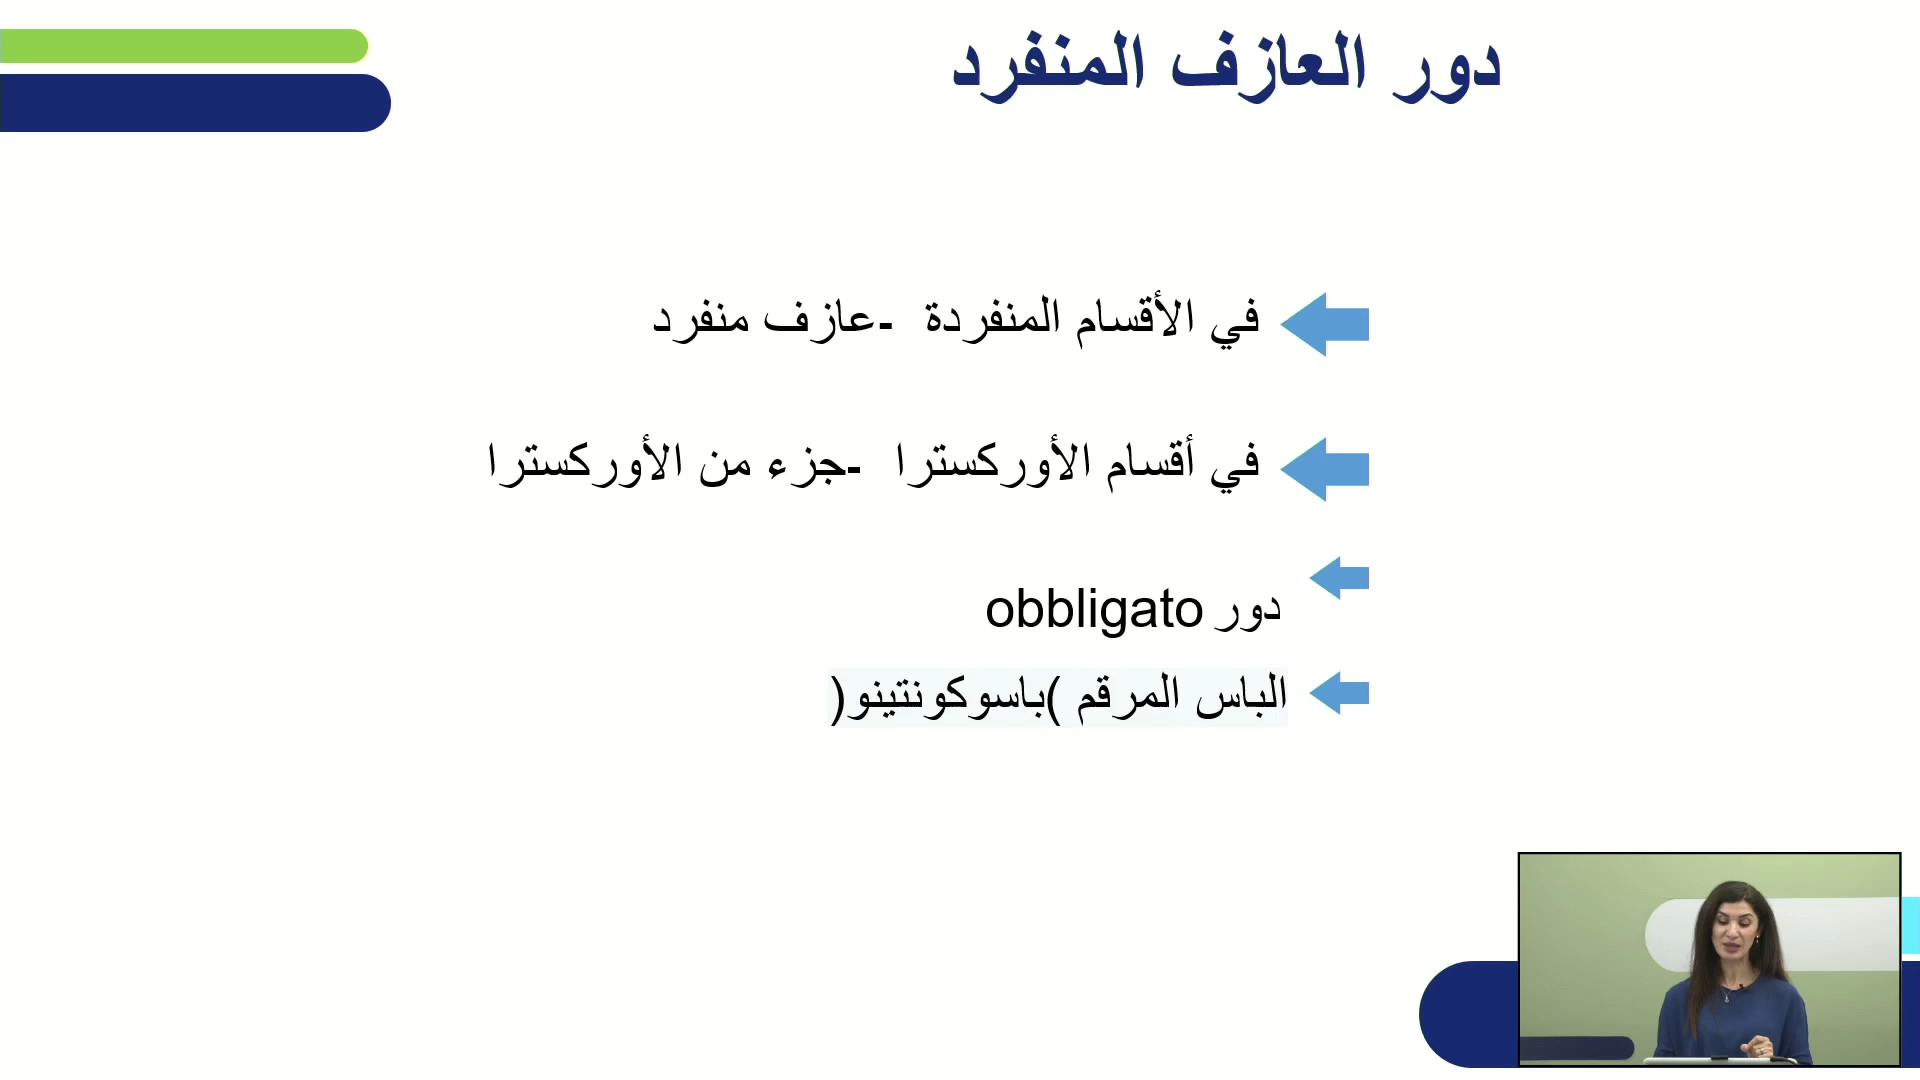 دور العازف المنفرد
في الأقسام المنفردة -عازف منفرد
في أقسام الأوركسترا -جزء من الأوركسترا
دور obbligato
الباس المرقم )باسوكونتينو(